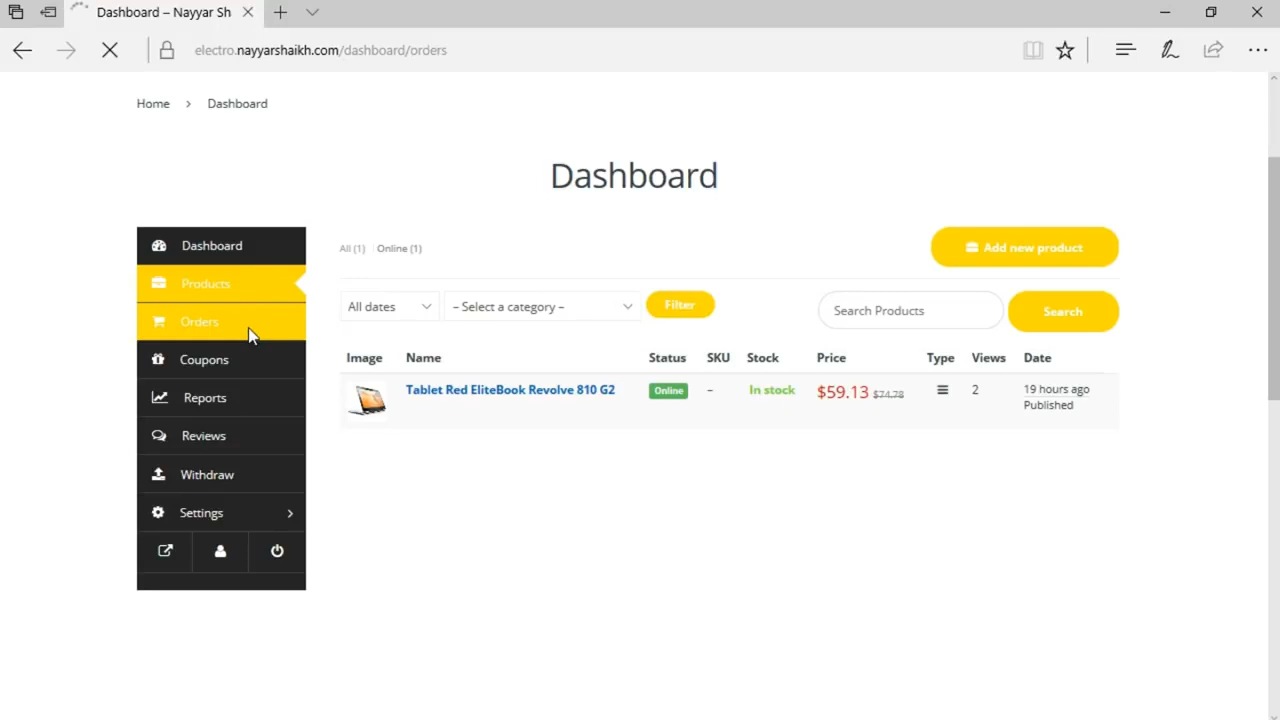 Dashboard – Nayyar Sh
electro.nayyarshaikh.com/dashboard/orders
Home > Dashboard
Dashboard
Dashboard
Products
Orders
Coupons
Reports
Reviews
Withdraw
Settings
All (1) Online (1)
Add new product
All dates
– Select a category –
Filter
Search Products
Search
Image Name Status SKU Stock Price Type Views Date
Tablet Red EliteBook Revolve 810 G2 Online – In stock $59.13 $74.78 2 19 hours ago
Published